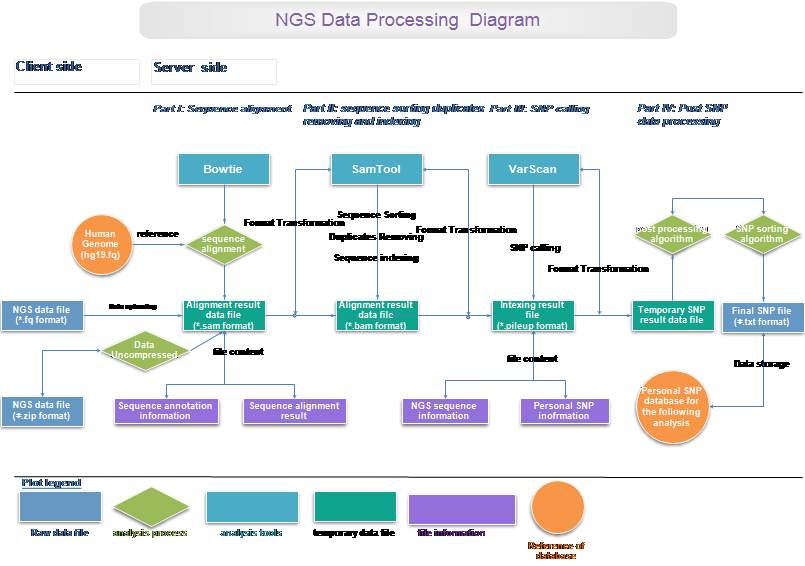 NGS Data Processing Diagram
Client side
Server side
Part I: Sequence alignment
Part II: sequence sorting duplicates
removing and indexing
Part III: SNP calling
Part IV: Post SNP
data processing
Bowtie
SamTool
VarScan
Human
Genome
(hg19.fq)
reference
sequence
alignment
Format Transformation
Sequence Sorting
Duplicates Removing
Sequence indexing
Format Transformation
SNP calling
Format Transformation
post processing
algorithm
SNP sorting
algorithm
NGS data file
(*.fq format)
Data uploading
Alignment result
data file
(*.sam format)
Alignment result
data file
(*.bam format)
Intexing result
file
(*.pileup format)
Temporary SNP
result data file
Final SNP file
(*.txt format)
Data
Uncompressed
file content
file content
Data storage
NGS data file
(*.zip format)
Sequence annotation
information
Sequence alignment
result
NGS sequence
information
Personal SNP
inofrmation
Personal SNP
database for
the following
analysis
Plot legend
Raw data file
analysis process
analysis tools
temporary data file
file information
Reference of
database